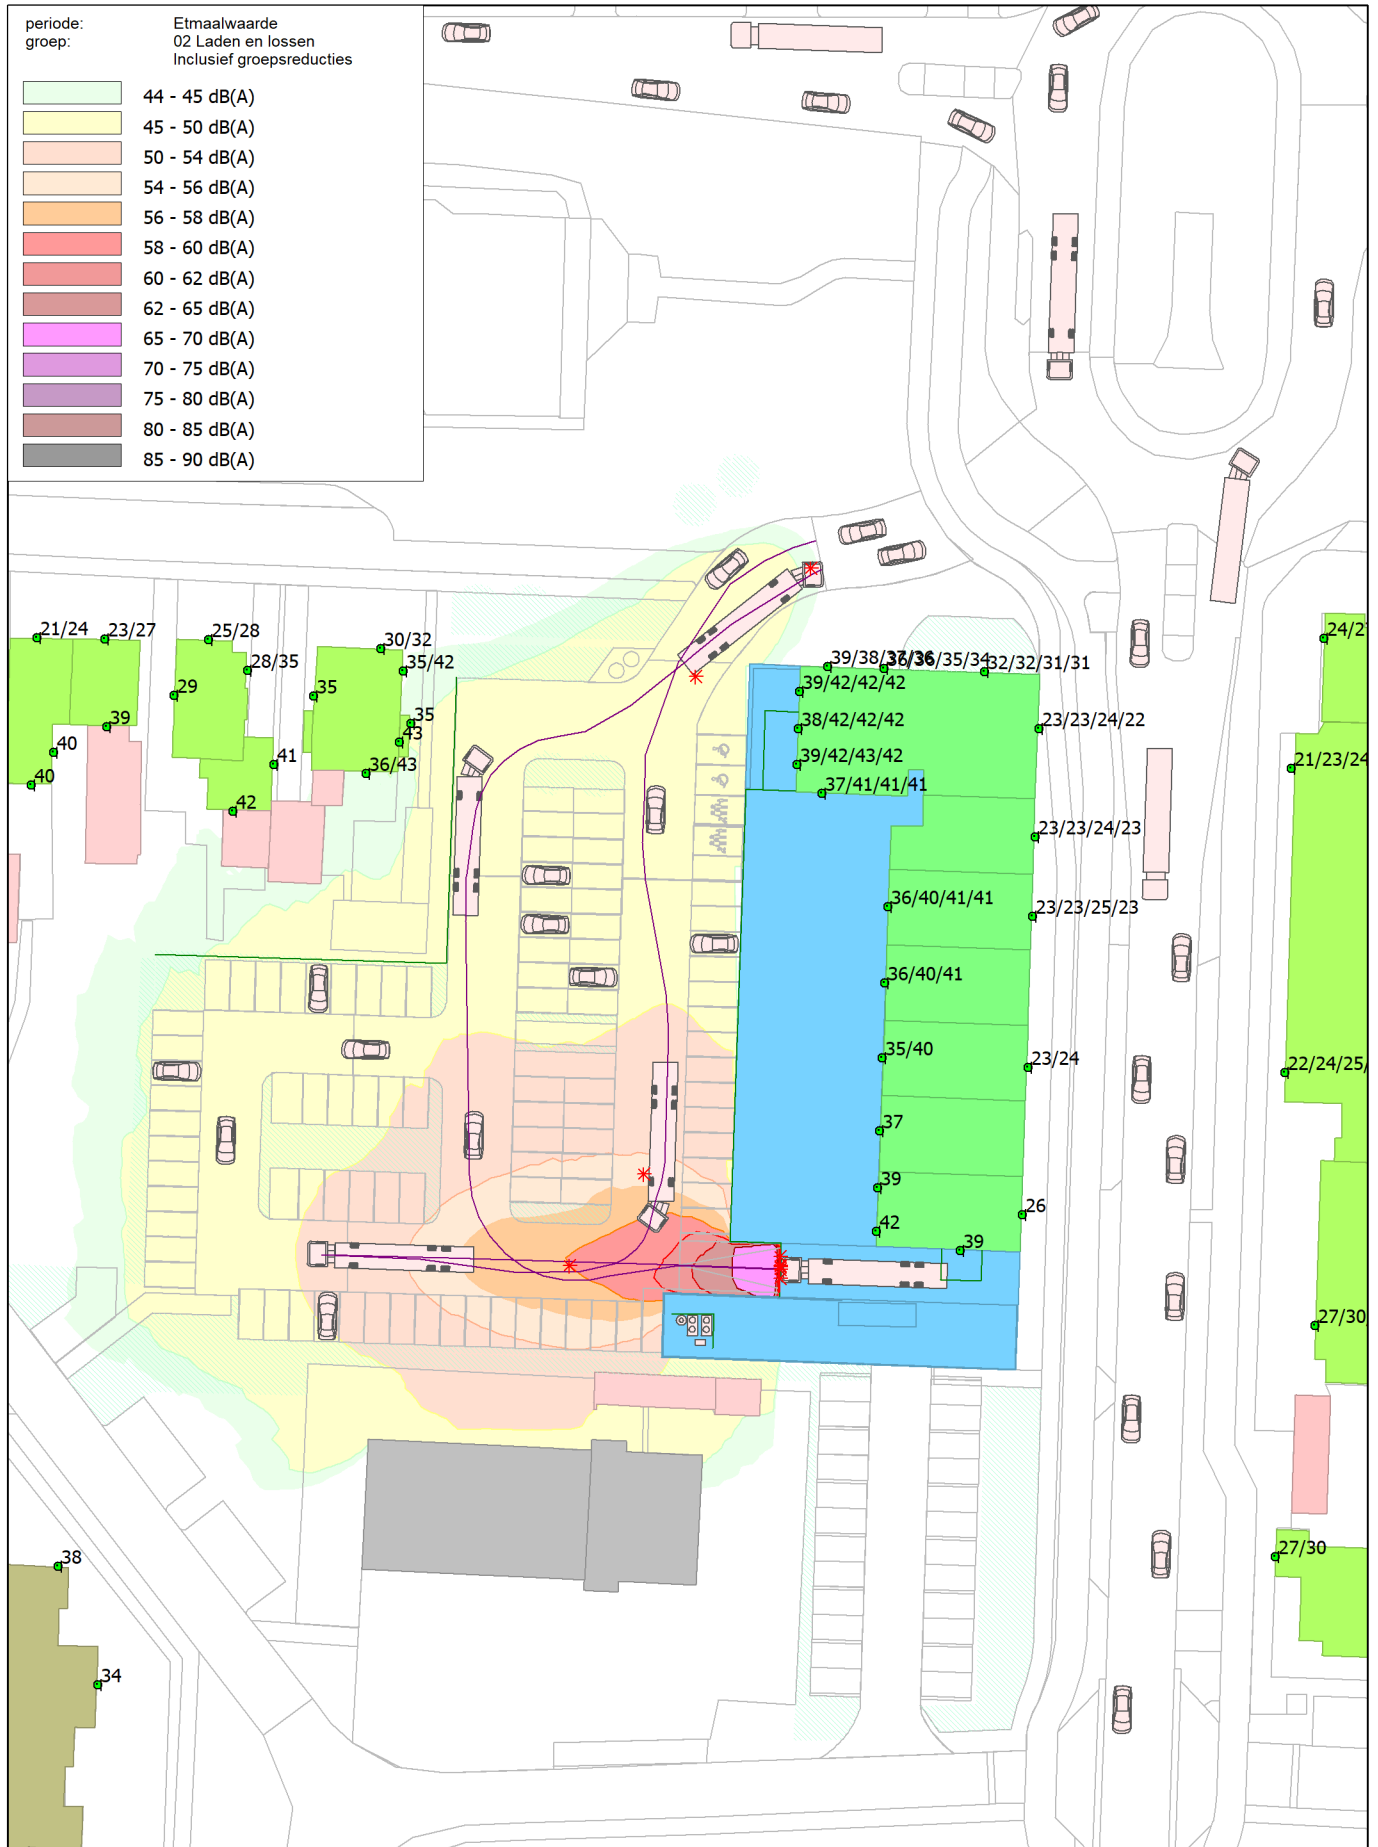 periode: Etmaalwaarde
groep: 02 Laden en lossen
Inclusief groepsreducties
44 - 45 dB(A)
45 - 50 dB(A)
50 - 54 dB(A)
54 - 56 dB(A)
56 - 58 dB(A)
58 - 60 dB(A)
60 - 62 dB(A)
62 - 65 dB(A)
65 - 70 dB(A)
70 - 75 dB(A)
75 - 80 dB(A)
80 - 85 dB(A)
85 - 90 dB(A)
21/24
23/27
25/28
30/32
28/35
35/42
29
35
35
39
43
40
41
36/43
40
42
39/38/37/36
/35/34
32/32/31/31
39/42/42/42
38/42/42/42
39/42/43/42
37/41/41/41
23/23/24/22
23/23/24/23
36/40/41/41
23/23/25/23
36/40/41
35/40
23/24
37
39
26
42
39
21/23/24
22/24/25/
27/30
27/30
38
34